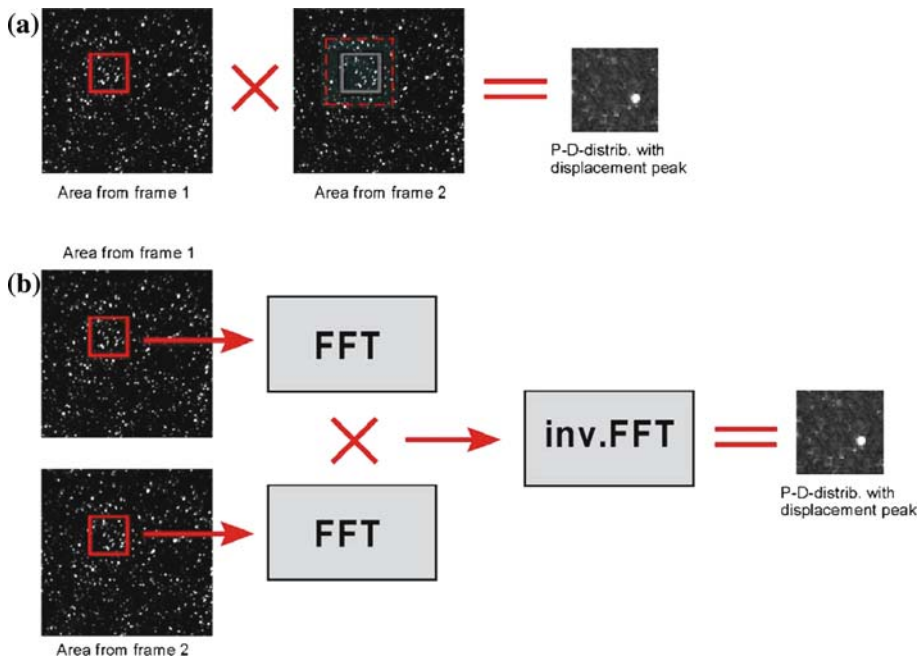 (a)
Area from frame 1
Area from frame 2
P-D-distrib. with
displacement peak
(b)
Area from frame 1
FFT
inv.FFT
P-D-distrib. with
displacement peak
FFT
Area from frame 2